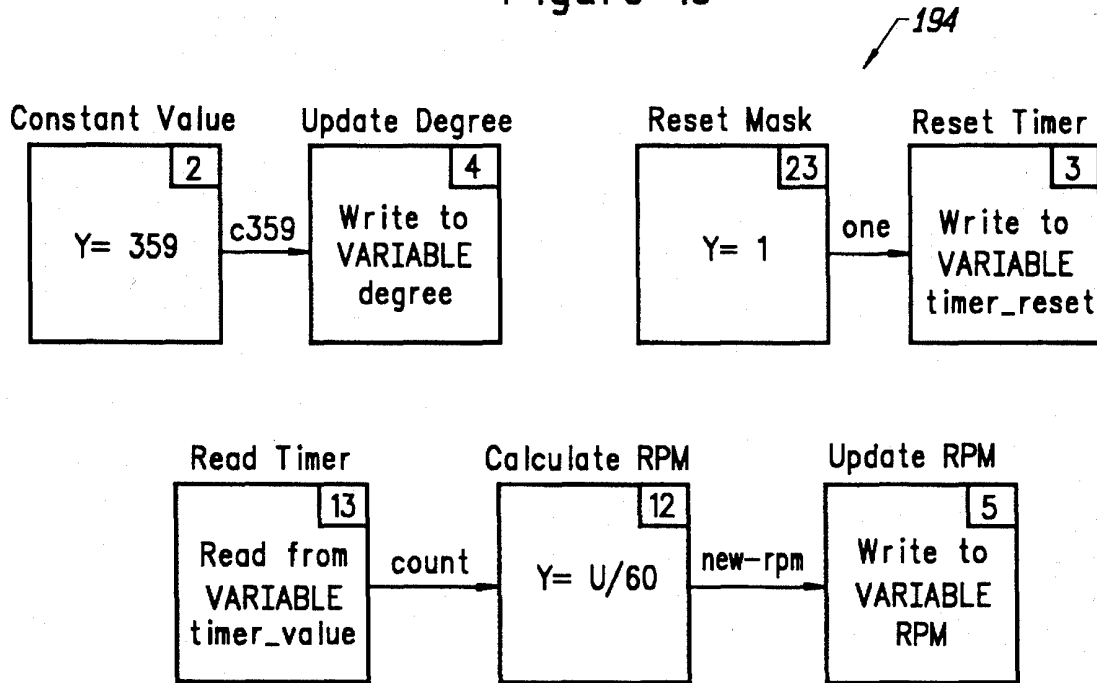 194
Constant Value
2
Y= 359
c359
Update Degree
4
Write to
VARIABLE
degree
Reset Mask
23
Y= 1
one
Reset Timer
3
Write to
VARIABLE
timer_reset
Read Timer
13
Read from
VARIABLE
timer_value
count
Calculate RPM
12
Y= U/60
new-rpm
Update RPM
5
Write to
VARIABLE
RPM